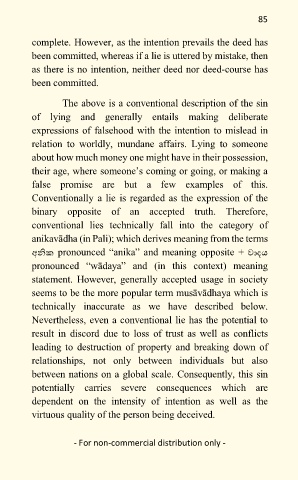 85
complete. However, as the intention prevails the deed has
been committed, whereas if a lie is uttered by mistake, then
as there is no intention, neither deed nor deed-course has
been committed.
The above is a conventional description of the sin
of lying and generally entails making deliberate
expressions of falsehood with the intention to mislead in
relation to worldly, mundane affairs. Lying to someone
about how much money one might have in their possession,
their age, where someone’s coming or going, or making a
false promise are but a few examples of this.
Conventionally a lie is regarded as the expression of the
binary opposite of an accepted truth. Therefore,
conventional lies technically fall into the category of
anikavādha (in Pali); which derives meaning from the terms
අනික pronounced “anika” and meaning opposite + වාදය
pronounced “wādaya” and (in this context) meaning
statement. However, generally accepted usage in society
seems to be the more popular term musāvādhaya which is
technically inaccurate as we have described below.
Nevertheless, even a conventional lie has the potential to
result in discord due to loss of trust as well as conflicts
leading to destruction of property and breaking down of
relationships, not only between individuals but also
between nations on a global scale. Consequently, this sin
potentially carries severe consequences which are
dependent on the intensity of intention as well as the
virtuous quality of the person being deceived.
- For non-commercial distribution only -